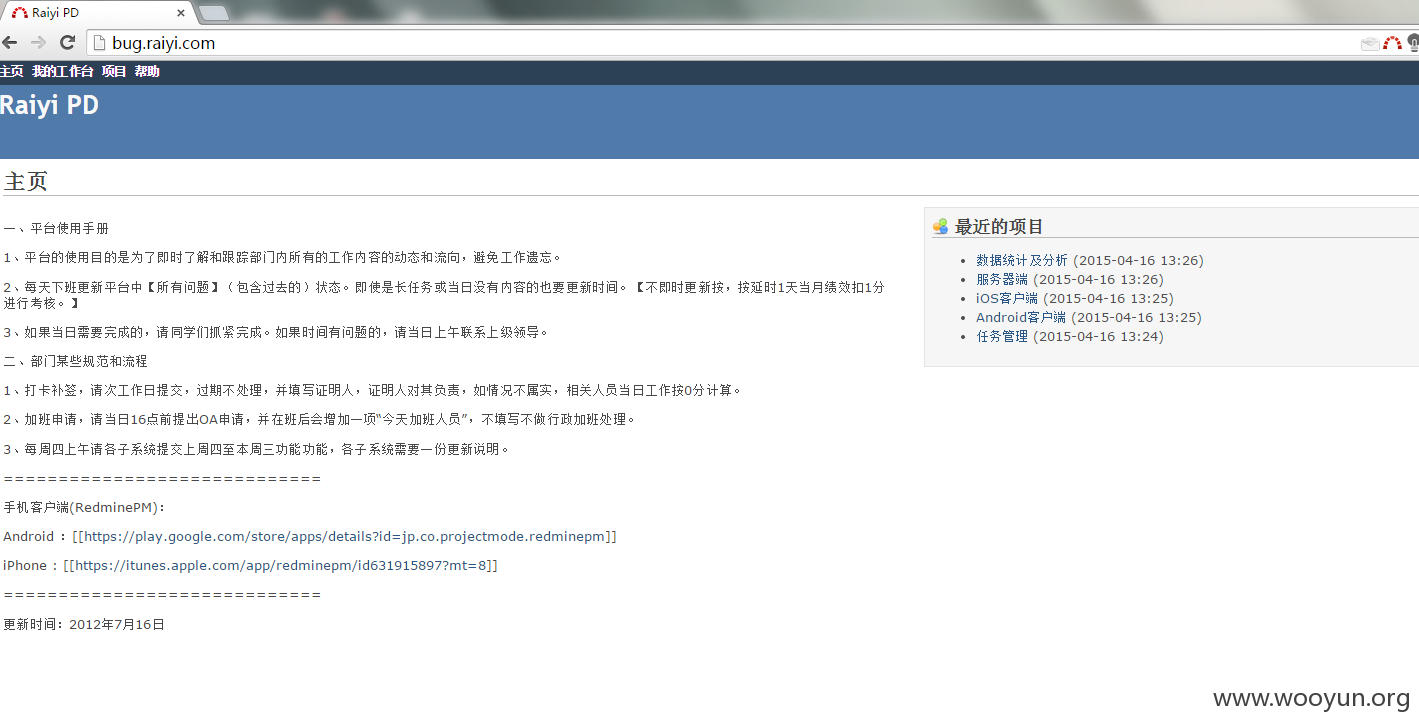 Raiyi PD
bug.raiyi.com
主页 我的工作台 项目 帮助
Raiyi PD
主页
一、平台使用手册
1、平台的使用目的是为了即时了解和跟踪部门内所有的工作内容的动态和流向，避免工作遗忘。
2、每天下班更新平台中【所有问题】（包含过去的）状态。即使是长任务或当日没有内容的也要更新时间。【不即时更新按，按延时1天当月绩效扣1分
进行考核。】
3、如果当日需要完成的，请同学们抓紧完成。如果时间有问题的，请当日上午联系上级领导。
二、部门某些规范和流程
1、打卡补签，请次工作日提交，过期不处理，并填写证明人，证明人对其负责，如情况不属实，相关人员当日工作按0分计算。
2、加班申请，请当日16点前提出OA申请，并在班后会增加一项“今天加班人员”，不填写不做行政加班处理。
3、每周四上午请各子系统提交上周四至本周三功能功能，各子系统需要一份更新说明。
=============================
手机客户端(RedminePM)：
Android ：[[https://play.google.com/store/apps/details?id=jp.co.projectmode.redminepm]]
iPhone：[[https://itunes.apple.com/app/redminepm/id631915897?mt=8]]
=============================
更新时间：2012年7月16日
最近的项目
• 数据统计及分析 (2015-04-16 13:26)
• 服务器端 (2015-04-16 13:26)
• iOS客户端 (2015-04-16 13:25)
• Android客户端 (2015-04-16 13:25)
• 任务管理 (2015-04-16 13:24)
www.wooyun.org